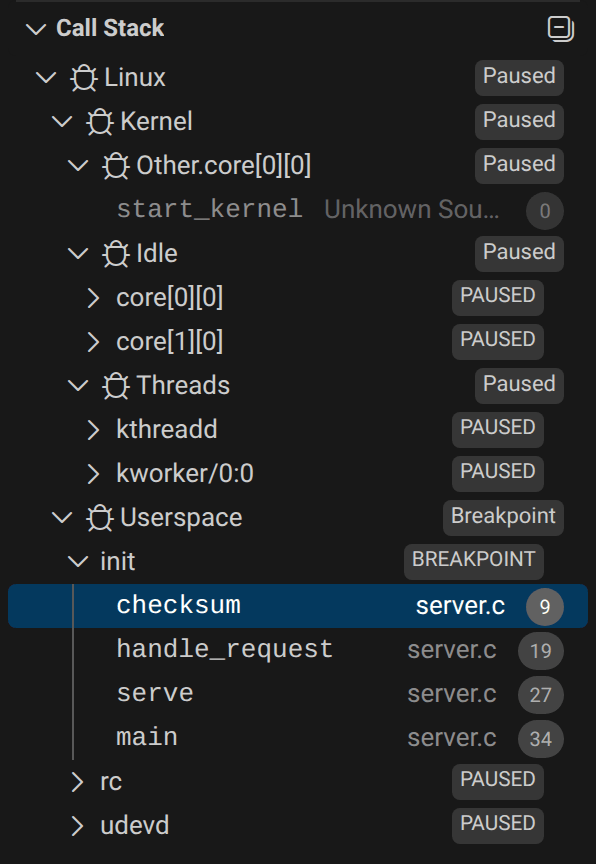 Call Stack
Linux Paused
Kernel Paused
Other.core[0][0] Paused
start_kernel Unknown Sou... 0
Idle Paused
core[0][0] PAUSED
core[1][0] PAUSED
Threads Paused
kthreadd PAUSED
kworker/0:0 PAUSED
Userspace Breakpoint
init BREAKPOINT
checksum server.c 9
handle_request server.c 19
serve server.c 27
main server.c 34
rc PAUSED
udevd PAUSED